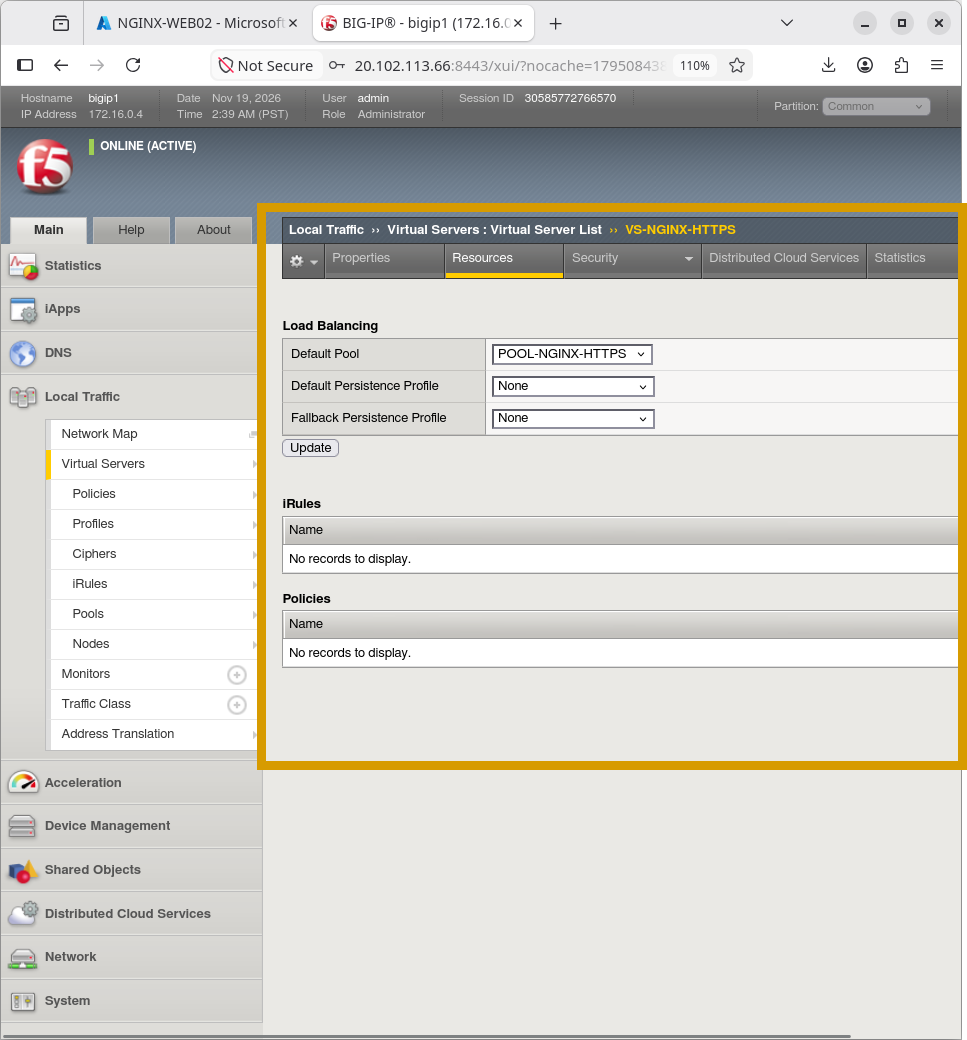 NGINX-WEB02 - Microsoft
BIG-IP® - bigip1 (172.16.0
Not Secure
20.102.113.66:8443/xui/?nocache=179508438
110%
Hostname bigip1
IP Address 172.16.0.4
Date Nov 19, 2026
Time 2:39 AM (PST)
User admin
Role Administrator
Session ID 30585772766570
Partition: Common
f5
ONLINE (ACTIVE)
Main Help About
Statistics
iApps
DNS
Local Traffic
Network Map
Virtual Servers
Policies
Profiles
Ciphers
iRules
Pools
Nodes
Monitors
Traffic Class
Address Translation
Acceleration
Device Management
Shared Objects
Distributed Cloud Services
Network
System
Local Traffic ›› Virtual Servers : Virtual Server List ›› VS-NGINX-HTTPS
Properties Resources Security Distributed Cloud Services Statistics
Load Balancing
Default Pool POOL-NGINX-HTTPS
Default Persistence Profile None
Fallback Persistence Profile None
Update
iRules
Name
No records to display.
Policies
Name
No records to display.